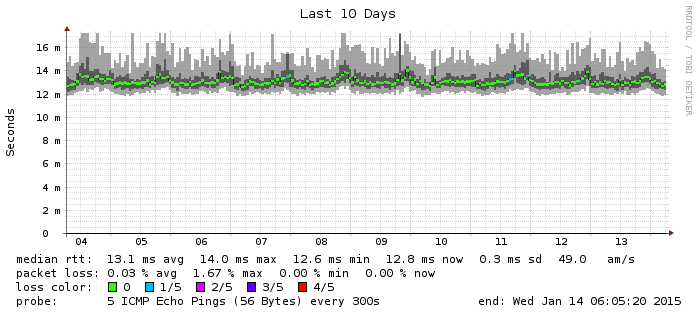 Last 10 Days
RRDTOOL / TOBI OETIKER
Seconds
16 m
14 m
12 m
10 m
8 m
6 m
4 m
2 m
0
04 05 06 07 08 09 10 11 12 13
median rtt: 13.1 ms avg 14.0 ms max 12.6 ms min 12.8 ms now 0.3 ms sd 49.0 am/s
packet loss: 0.03 % avg 1.67 % max 0.00 % min 0.00 % now
loss color: 0 1/5 2/5 3/5 4/5
probe: 5 ICMP Echo Pings (56 Bytes) every 300s end: Wed Jan 14 06:05:20 2015